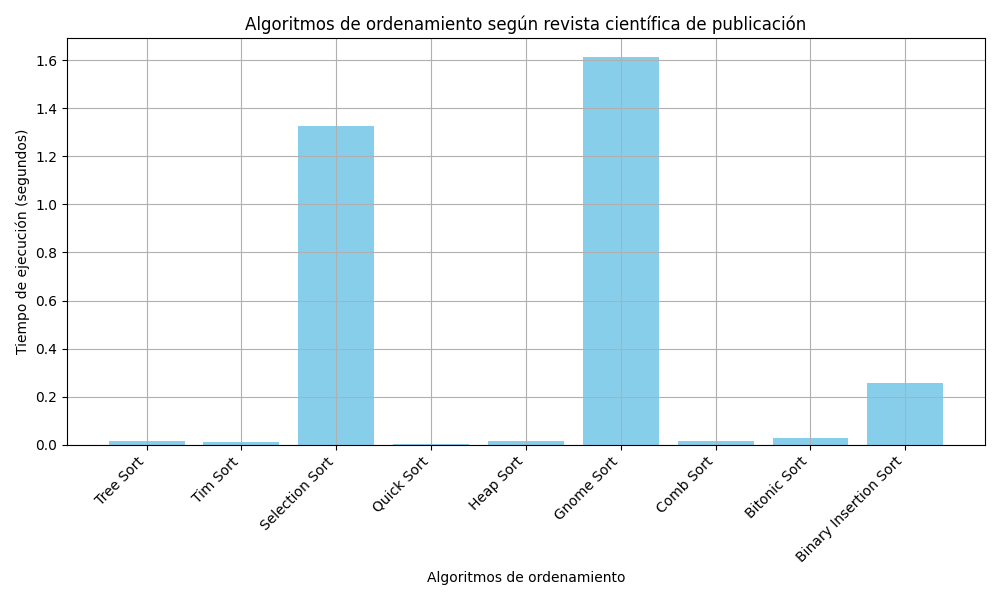 Algoritmos de ordenamiento según revista científica de publicación
Tiempo de ejecución (segundos)
1.6
1.4
1.2
1.0
0.8
0.6
0.4
0.2
0.0
Tree Sort
Tim Sort
Selection Sort
Quick Sort
Heap Sort
Gnome Sort
Comb Sort
Bitonic Sort
Binary Insertion Sort
Algoritmos de ordenamiento